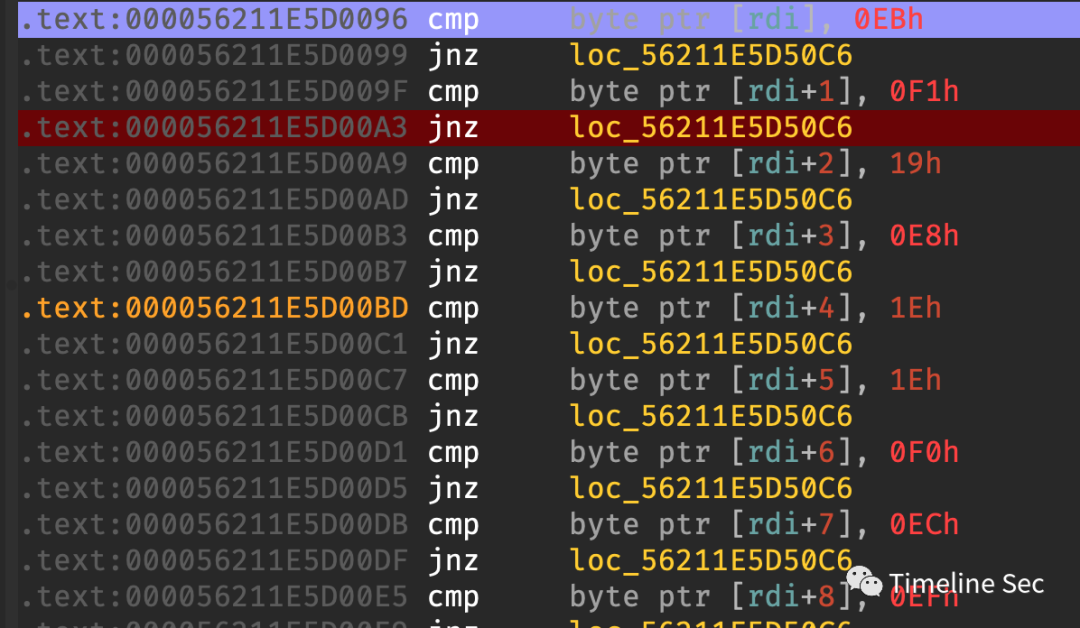 .text:000056211E5D0096 cmp byte ptr [rdi], 0EBh
.text:000056211E5D0099 jnz loc_56211E5D50C6
.text:000056211E5D009F cmp byte ptr [rdi+1], 0F1h
.text:000056211E5D00A3 jnz loc_56211E5D50C6
.text:000056211E5D00A9 cmp byte ptr [rdi+2], 19h
.text:000056211E5D00AD jnz loc_56211E5D50C6
.text:000056211E5D00B3 cmp byte ptr [rdi+3], 0E8h
.text:000056211E5D00B7 jnz loc_56211E5D50C6
.text:000056211E5D00BD cmp byte ptr [rdi+4], 1Eh
.text:000056211E5D00C1 jnz loc_56211E5D50C6
.text:000056211E5D00C7 cmp byte ptr [rdi+5], 1Eh
.text:000056211E5D00CB jnz loc_56211E5D50C6
.text:000056211E5D00D1 cmp byte ptr [rdi+6], 0F0h
.text:000056211E5D00D5 jnz loc_56211E5D50C6
.text:000056211E5D00DB cmp byte ptr [rdi+7], 0ECh
.text:000056211E5D00DF jnz loc_56211E5D50C6
.text:000056211E5D00E5 cmp byte ptr [rdi+8], 0EFh
Timeline Sec